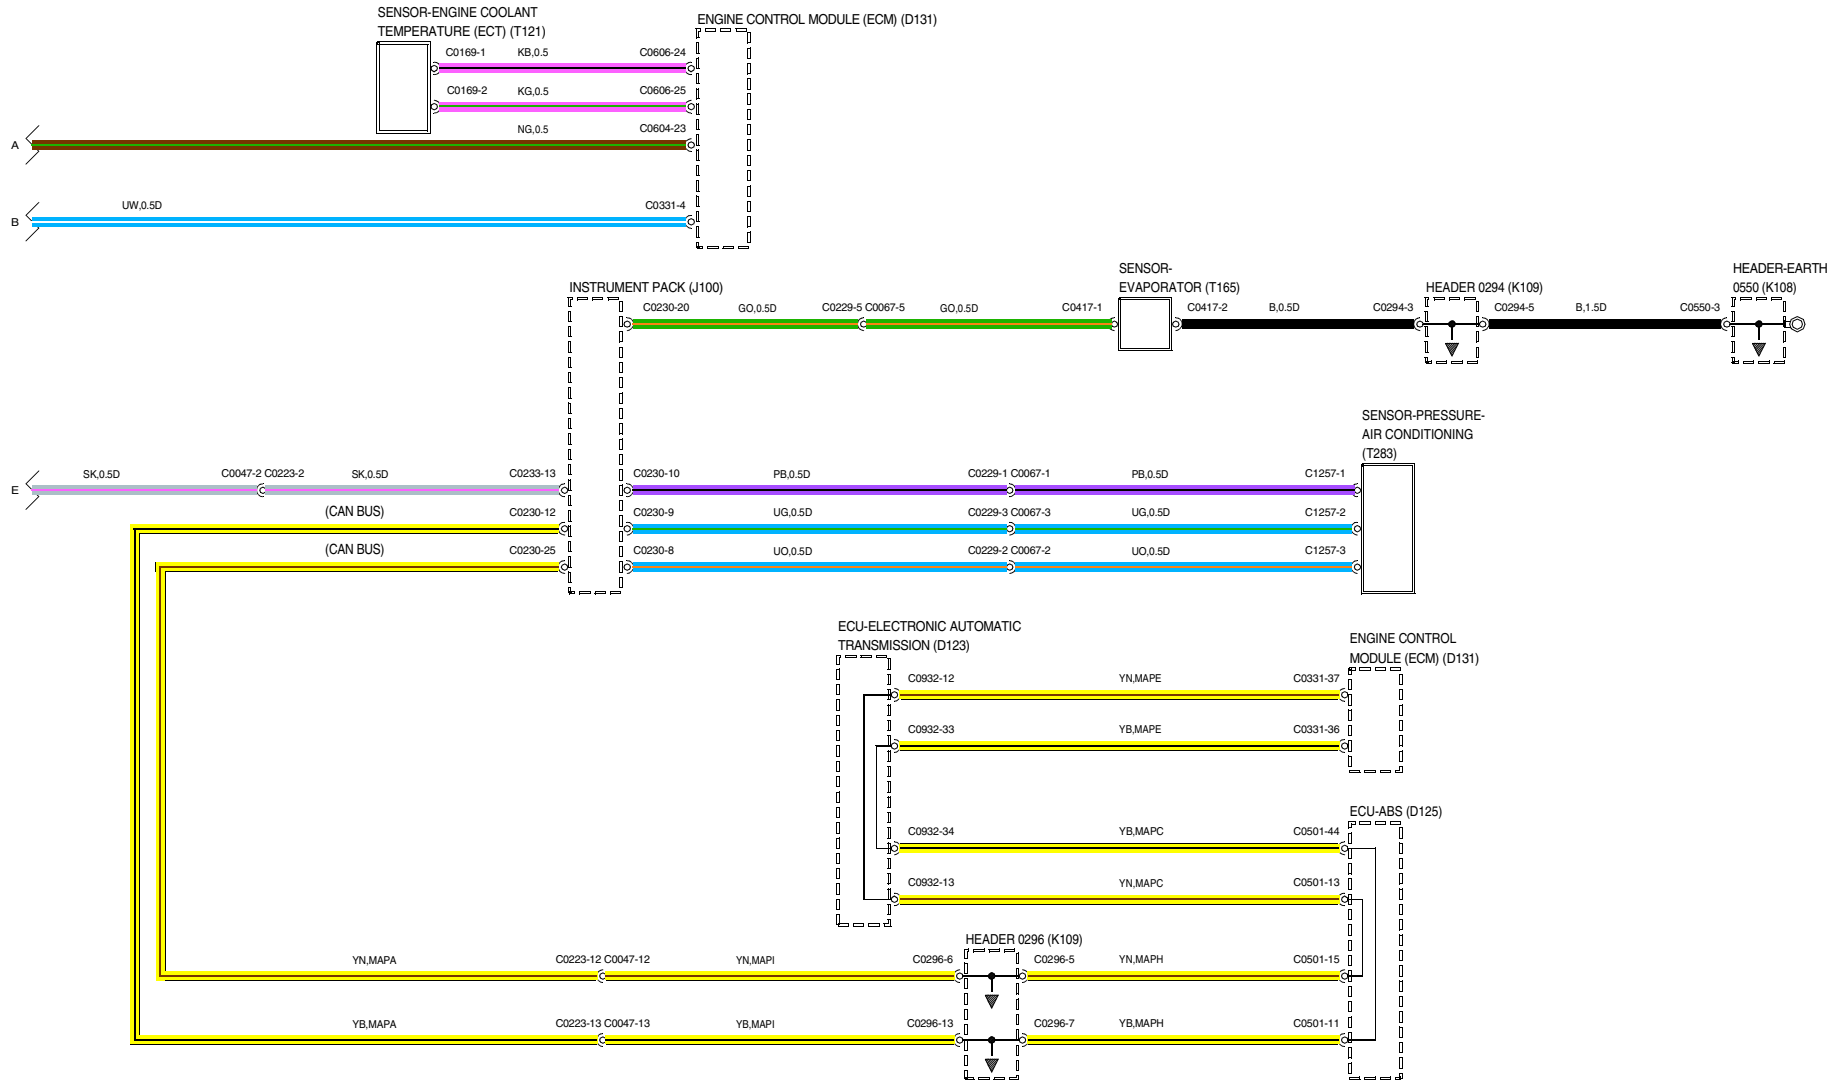 SENSOR-ENGINE COOLANT
TEMPERATURE (ECT) (T121)
ENGINE CONTROL MODULE (ECM) (D131)
C0169-1 KB,0.5 C0606-24
C0169-2 KG,0.5 C0606-25
NG,0.5 C0604-23
A
UW,0.5D C0331-4
B
SENSOR-
EVAPORATOR (T165)
HEADER-EARTH
0550 (K108)
INSTRUMENT PACK (J100)
HEADER 0294 (K109)
C0230-20 GO,0.5D C0229-5 C0067-5 GO,0.5D C0417-1 C0417-2 B,0.5D C0294-3 C0294-5 B,1.5D C0550-3
SENSOR-PRESSURE-
AIR CONDITIONING
(T283)
E
SK,0.5D C0047-2 C0223-2 SK,0.5D C0233-13 C0230-10 PB,0.5D C0229-1 C0067-1 PB,0.5D C1257-1
(CAN BUS) C0230-12 C0230-9 UG,0.5D C0229-3 C0067-3 UG,0.5D C1257-2
(CAN BUS) C0230-25 C0230-8 UO,0.5D C0229-2 C0067-2 UO,0.5D C1257-3
ECU-ELECTRONIC AUTOMATIC
TRANSMISSION (D123)
ENGINE CONTROL
MODULE (ECM) (D131)
C0932-12 YN,MAPE C0331-37
C0932-33 YB,MAPE C0331-36
ECU-ABS (D125)
C0932-34 YB,MAPC C0501-44
C0932-13 YN,MAPC C0501-13
HEADER 0296 (K109)
YN,MAPA C0223-12 C0047-12 YN,MAPI C0296-6 C0296-5 YN,MAPH C0501-15
YB,MAPA C0223-13 C0047-13 YB,MAPI C0296-13 C0296-7 YB,MAPH C0501-11